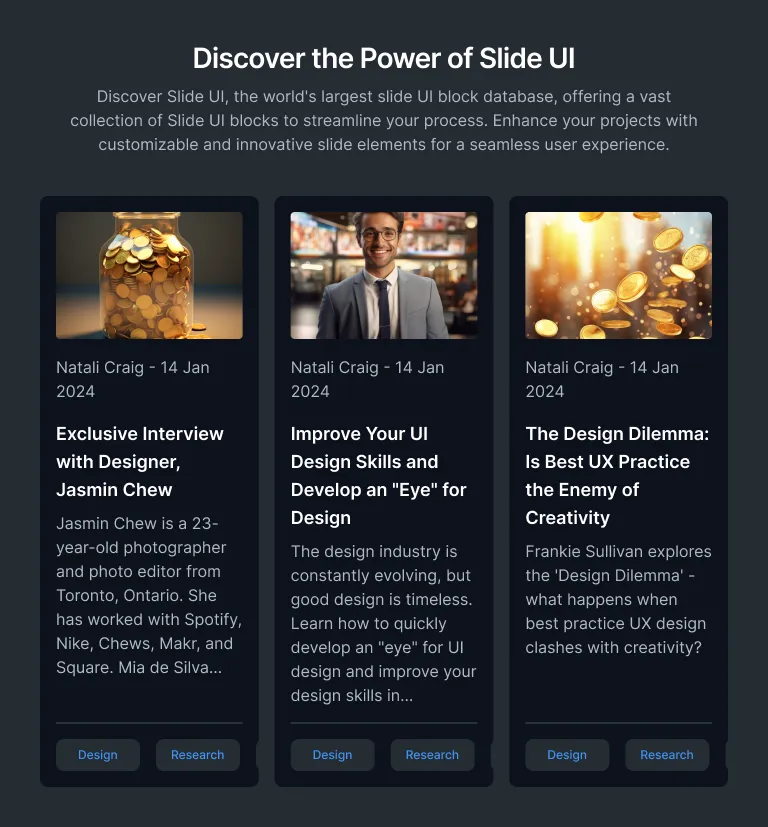 Discover the Power of Slide UI
Discover Slide UI, the world's largest slide UI block database, offering a vast
collection of Slide UI blocks to streamline your process. Enhance your projects with
customizable and innovative slide elements for a seamless user experience.
Natali Craig - 14 Jan
2024
Exclusive Interview
with Designer,
Jasmin Chew
Jasmin Chew is a 23-
year-old photographer
and photo editor from
Toronto, Ontario. She
has worked with Spotify,
Nike, Chews, Makr, and
Square. Mia de Silva...
Design
Research
Natali Craig - 14 Jan
2024
Improve Your UI
Design Skills and
Develop an "Eye" for
Design
The design industry is
constantly evolving, but
good design is timeless.
Learn how to quickly
develop an "eye" for UI
design and improve your
design skills in...
Design
Research
Natali Craig - 14 Jan
2024
The Design Dilemma:
Is Best UX Practice
the Enemy of
Creativity
Frankie Sullivan explores
the 'Design Dilemma' -
what happens when
best practice UX design
clashes with creativity?
Design
Research